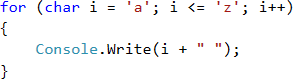 for (char i = 'a'; i <= 'z'; i++)
{
    Console.Write(i + " ");
}